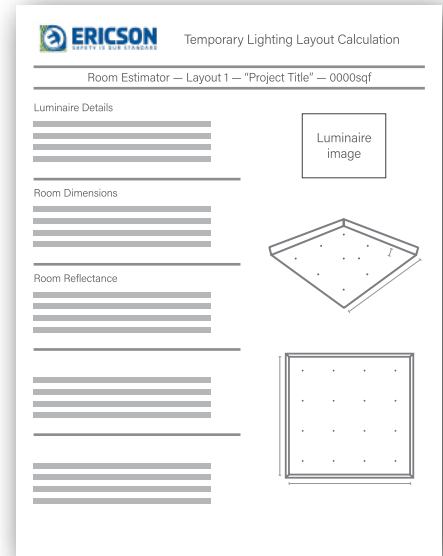 ERICSON
SAFETY IS OUR STANDARD
Temporary Lighting Layout Calculation
Room Estimator — Layout 1 — “Project Title” — 0000sqf
Luminaire Details
Luminaire
image
Room Dimensions
Room Reflectance